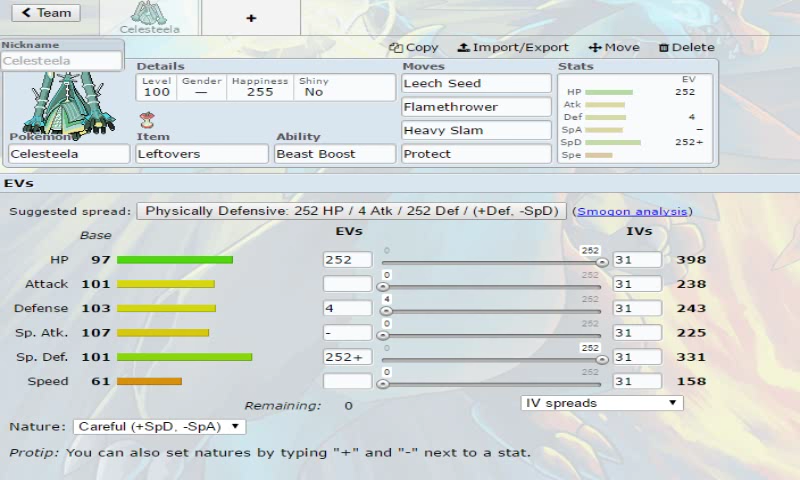 < Team
Celesteela
+
Nickname
Celesteela
Copy Import/Export Move Delete
Details
Level Gender Happiness Shiny
100 — 255 No
Pokémon Item Ability
Celesteela Leftovers Beast Boost
Moves
Leech Seed
Flamethrower
Heavy Slam
Protect
Stats
EV
HP 252
Atk
Def 4
SpA –
SpD 252+
Spe
EVs
Suggested spread: Physically Defensive: 252 HP / 4 Atk / 252 Def / (+Def, -SpD) (Smogon analysis)
Base EVs IVs
HP 97 252 0 252 31 398
Attack 101 0 252 31 238
Defense 103 4 4 252 31 243
Sp. Atk. 107 - 0 252 31 225
Sp. Def. 101 252+ 0 252 31 331
Speed 61 0 252 31 158
Remaining: 0 IV spreads
Nature: Careful (+SpD, -SpA)
Protip: You can also set natures by typing "+" and "-" next to a stat.